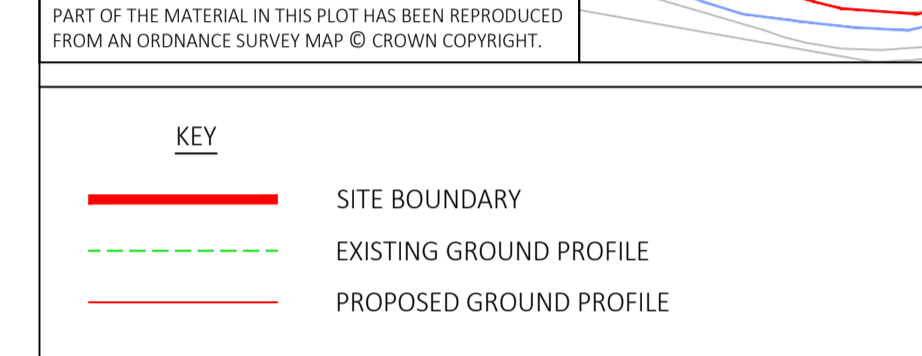 PART OF THE MATERIAL IN THIS PLOT HAS BEEN REPRODUCED
FROM AN ORDNANCE SURVEY MAP © CROWN COPYRIGHT.
KEY
SITE BOUNDARY
EXISTING GROUND PROFILE
PROPOSED GROUND PROFILE